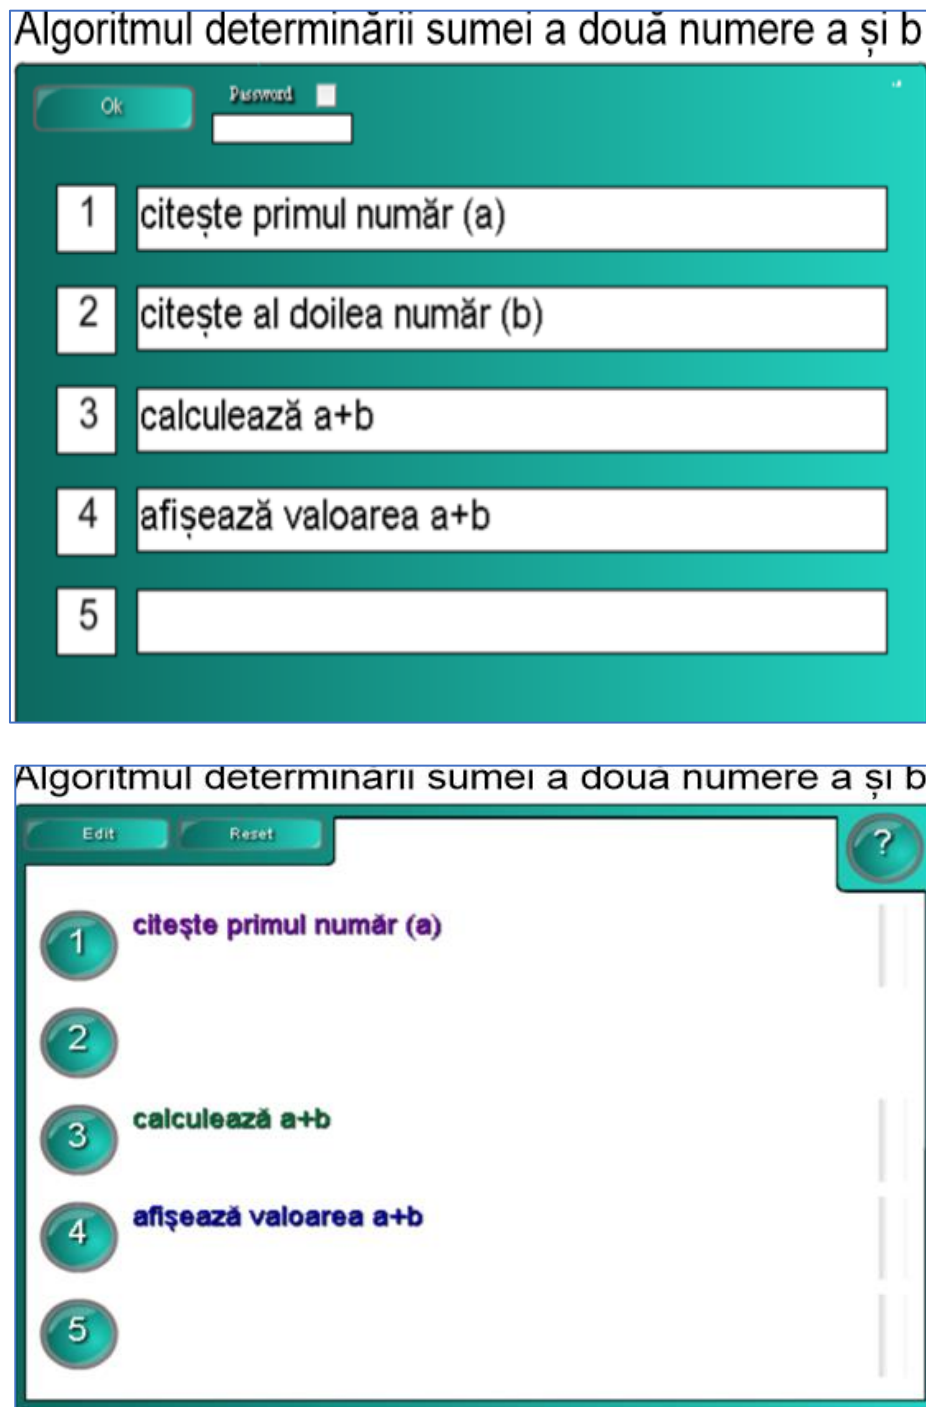 Algoritmul determinării sumei a două numere a și b
Ok
Password
1 citește primul număr (a)
2 citește al doilea număr (b)
3 calculează a+b
4 afișează valoarea a+b
5
Algoritmul determinării sumei a două numere a și b
Edit Reset ?
1 citește primul număr (a)
2
3 calculează a+b
4 afișează valoarea a+b
5